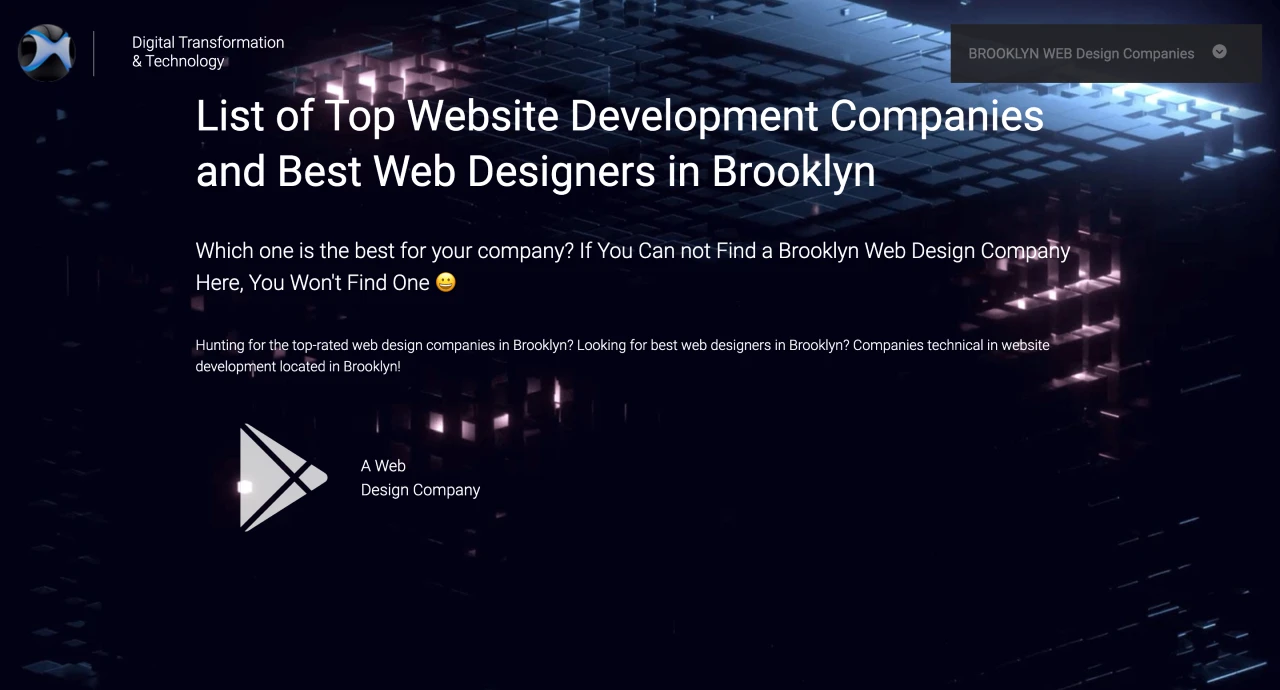 Digital Transformation
& Technology
BROOKLYN WEB Design Companies
List of Top Website Development Companies
and Best Web Designers in Brooklyn
Which one is the best for your company? If You Can not Find a Brooklyn Web Design Company
Here, You Won't Find One 😀
Hunting for the top-rated web design companies in Brooklyn? Looking for best web designers in Brooklyn? Companies technical in website
development located in Brooklyn!
A Web
Design Company